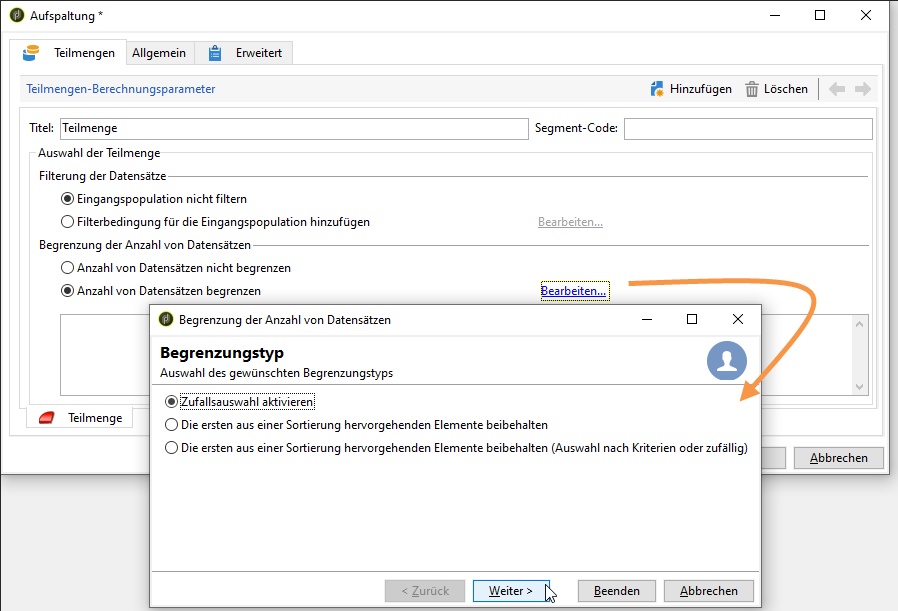 Aufspaltung *
Teilmengen Allgemein Erweitert
Teilmengen-Berechnungsparameter Hinzufügen Löschen
Titel: Teilmenge Segment-Code:
Auswahl der Teilmenge
Filterung der Datensätze
Eingangspopulation nicht filtern
Filterbedingung für die Eingangspopulation hinzufügen Bearbeiten...
Begrenzung der Anzahl von Datensätzen
Anzahl von Datensätzen nicht begrenzen
Anzahl von Datensätzen begrenzen Bearbeiten...
Begrenzung der Anzahl von Datensätzen
Begrenzungstyp
Auswahl des gewünschten Begrenzungstyps
Zufallsauswahl aktivieren
Die ersten aus einer Sortierung hervorgehenden Elemente beibehalten
Die ersten aus einer Sortierung hervorgehenden Elemente beibehalten (Auswahl nach Kriterien oder zufällig)
< Zurück Weiter > Beenden Abbrechen
Teilmenge
Abbrechen